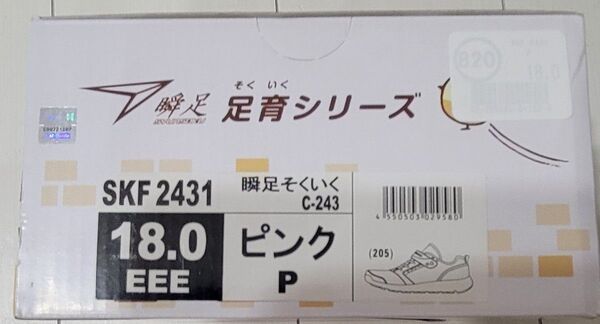 そく いく
瞬足 足育シリーズ
SYUNSOKU
820
18.0
SKF 2431
瞬足そくいく
C-243
18.0
EEE
ピンク
P
4550503029580
(205)